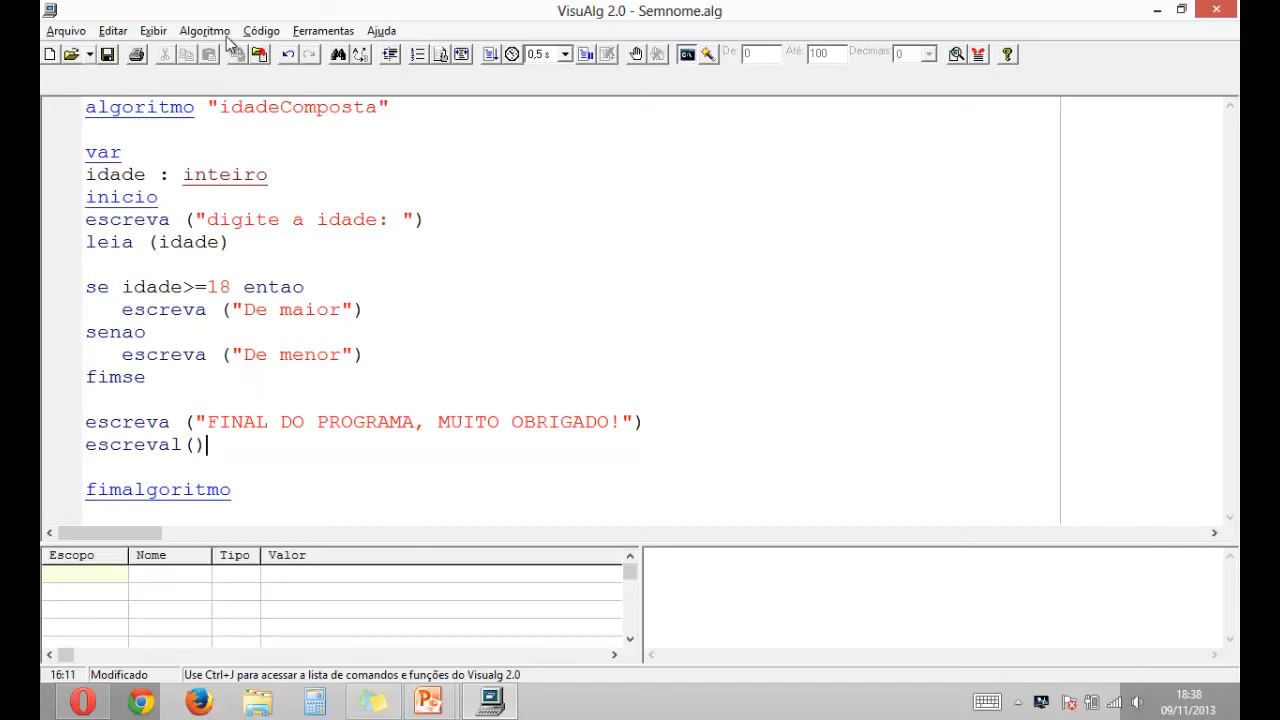 VisuAlg 2.0 - Semnome.alg
Arquivo Editar Exibir Algoritmo Código Ferramentas Ajuda
0,5 s De: 0 Até: 100 Decimais: 0
algoritmo "idadeComposta"
var
idade : inteiro
inicio
escreva ("digite a idade: ")
leia (idade)
se idade>=18 entao
escreva ("De maior")
senao
escreva ("De menor")
fimse
escreva ("FINAL DO PROGRAMA, MUITO OBRIGADO!")
escreval()
fimalgoritmo
Escopo Nome Tipo Valor
16:11 Modificado Use Ctrl+J para acessar a lista de comandos e funções do Visualg 2.0
18:38
09/11/2013